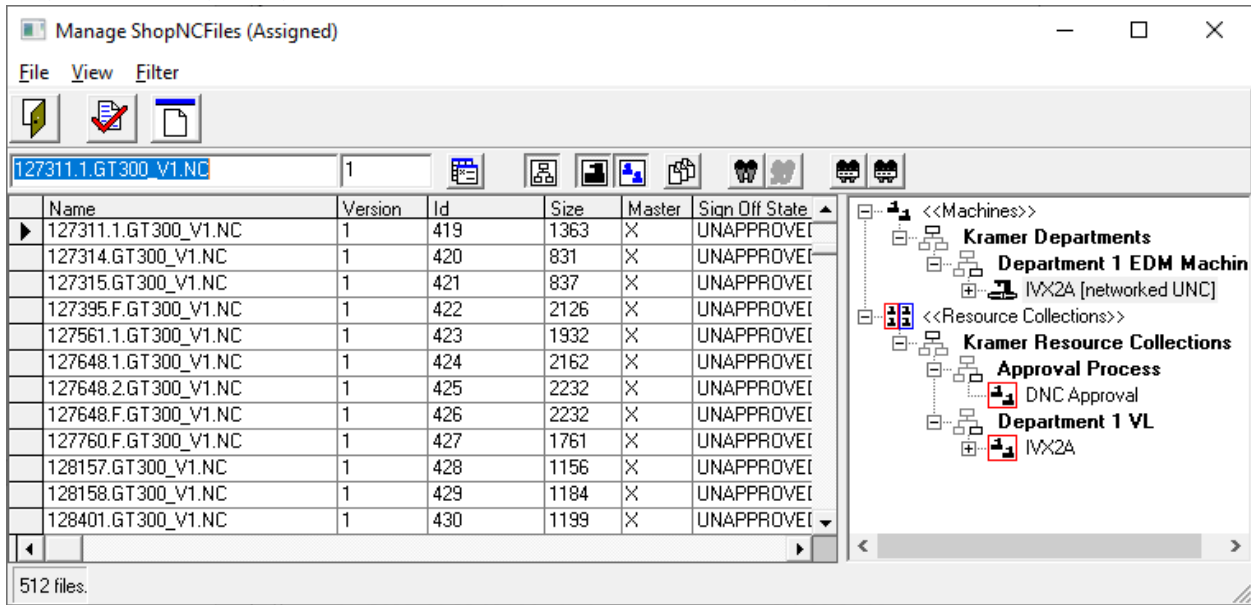 Manage ShopNCFiles (Assigned)
File View Filter
127311.1.GT300_V1.NC 1
Name Version Id Size Master Sign Off State
127311.1.GT300_V1.NC 1 419 1363 X UNAPPROVED
127314.GT300_V1.NC 1 420 831 X UNAPPROVED
127315.GT300_V1.NC 1 421 837 X UNAPPROVED
127395.F.GT300_V1.NC 1 422 2126 X UNAPPROVED
127561.1.GT300_V1.NC 1 423 1932 X UNAPPROVED
127648.1.GT300_V1.NC 1 424 2162 X UNAPPROVED
127648.2.GT300_V1.NC 1 425 2232 X UNAPPROVED
127648.F.GT300_V1.NC 1 426 2232 X UNAPPROVED
127760.F.GT300_V1.NC 1 427 1761 X UNAPPROVED
128157.GT300_V1.NC 1 428 1156 X UNAPPROVED
128158.GT300_V1.NC 1 429 1184 X UNAPPROVED
128401.GT300_V1.NC 1 430 1199 X UNAPPROVED
<<Machines>>
Kramer Departments
Department 1 EDM Machin
IVX2A [networked UNC]
<<Resource Collections>>
Kramer Resource Collections
Approval Process
DNC Approval
Department 1 VL
IVX2A
512 files.